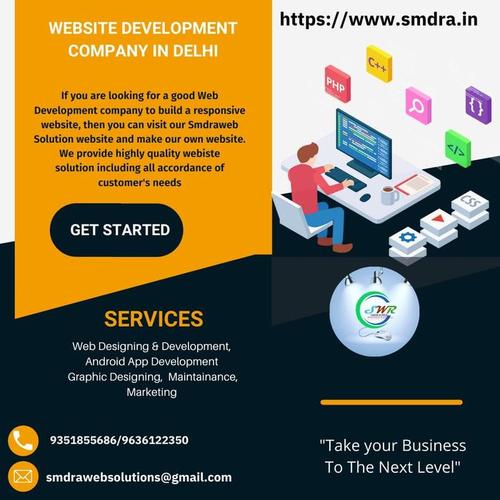 WEBSITE DEVELOPMENT
COMPANY IN DELHI
https://www.smdra.in
If you are looking for a good Web
Development company to build a responsive
website, then you can visit our Smdraweb
Solution website and make our own website.
We provide highly quality webiste
solution including all accordance of
customer's needs
GET STARTED
PHP
C++
{}
</>
CSS
SWR
SERVICES
Web Designing & Development,
Android App Development
Graphic Designing, Maintainance,
Marketing
9351855686/9636122350
smdrawebsolutions@gmail.com
"Take your Business
To The Next Level"